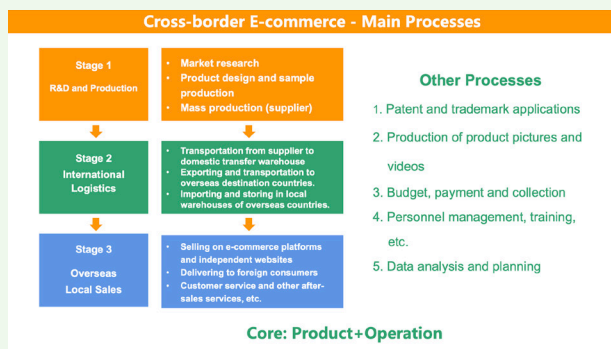 Cross-border E-commerce - Main Processes
Stage 1
R&D and Production
• Market research
• Product design and sample
production
• Mass production (supplier)
Stage 2
International
Logistics
• Transportation from supplier to
domestic transfer warehouse
• Exporting and transportation to
overseas destination countries.
• Importing and storing in local
warehouses of overseas countries.
Stage 3
Overseas
Local Sales
• Selling on e-commerce platforms
and independent websites
• Delivering to foreign consumers
• Customer service and other after-
sales services, etc.
Other Processes
1. Patent and trademark applications
2. Production of product pictures and
videos
3. Budget, payment and collection
4. Personnel management, training,
etc.
5. Data analysis and planning
Core: Product+Operation